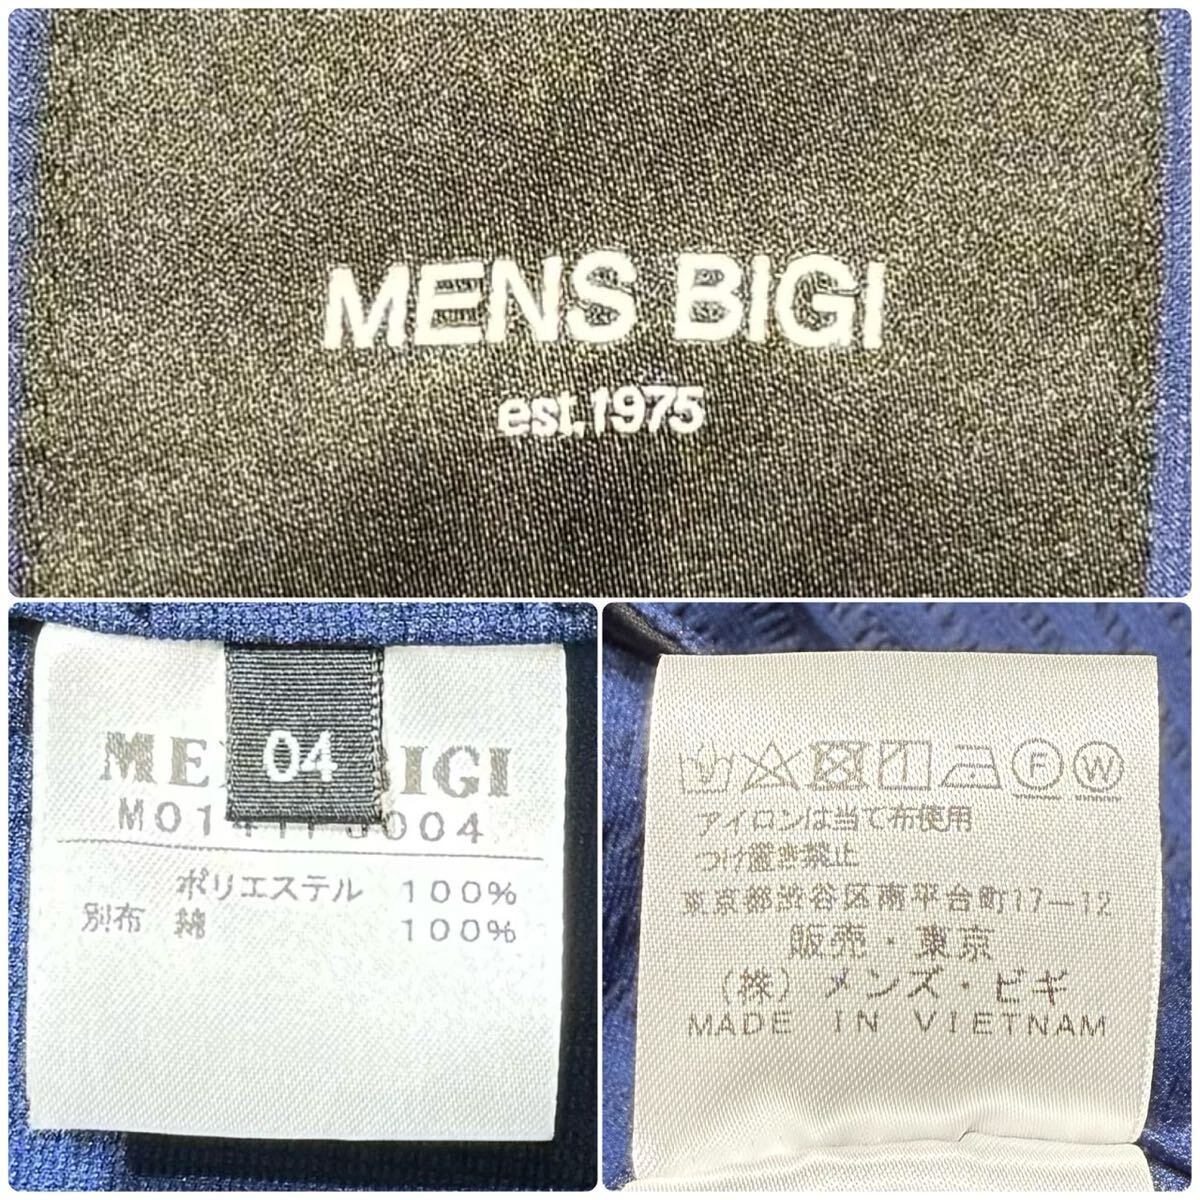 MENS BIGI
est.1975
04
ポリエステル 100%
別布 綿 100%
アイロンは当て布使用
つけ置き禁止
東京都渋谷区南平台町17-12
販売・東京
(株)メンズ・ビギ
MADE IN VIETNAM